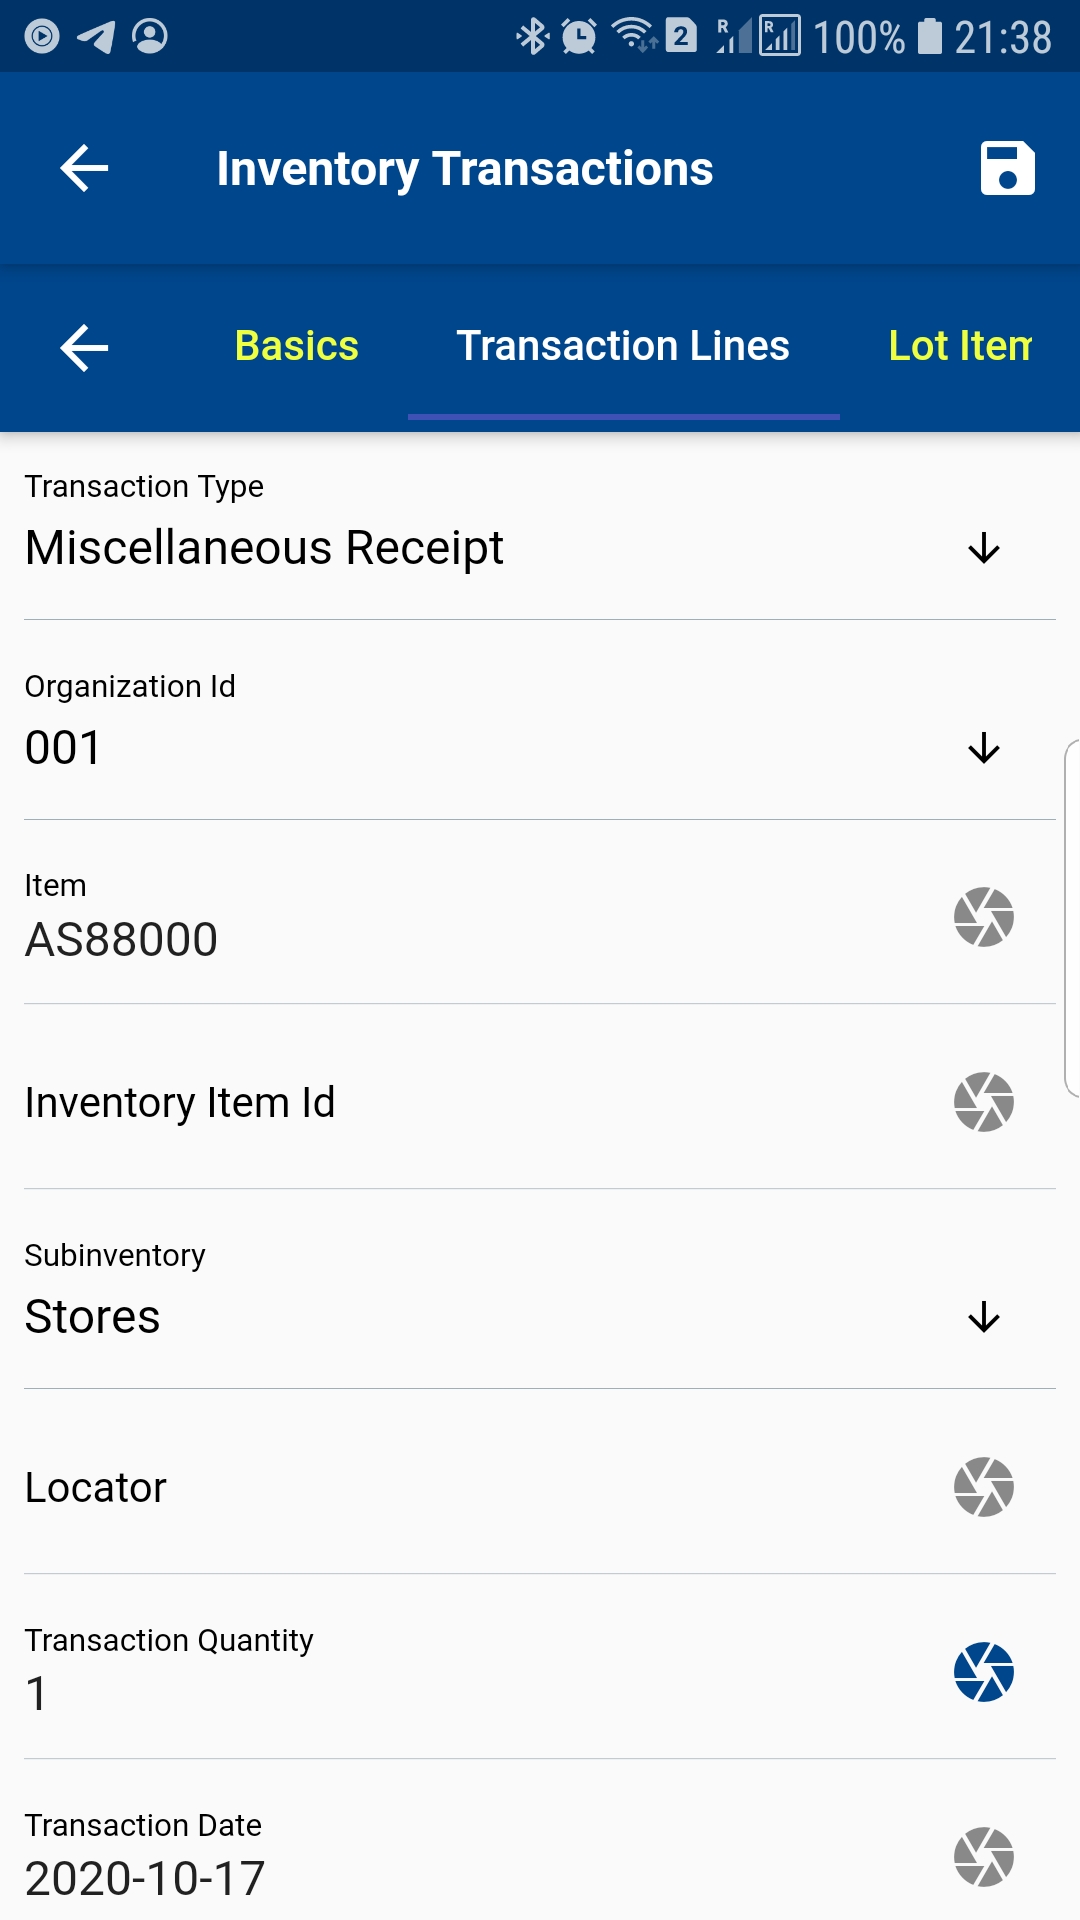 2 R R 100% 21:38
Inventory Transactions
Basics Transaction Lines Lot Item
Transaction Type
Miscellaneous Receipt
Organization Id
001
Item
AS88000
Inventory Item Id
Subinventory
Stores
Locator
Transaction Quantity
1
Transaction Date
2020-10-17